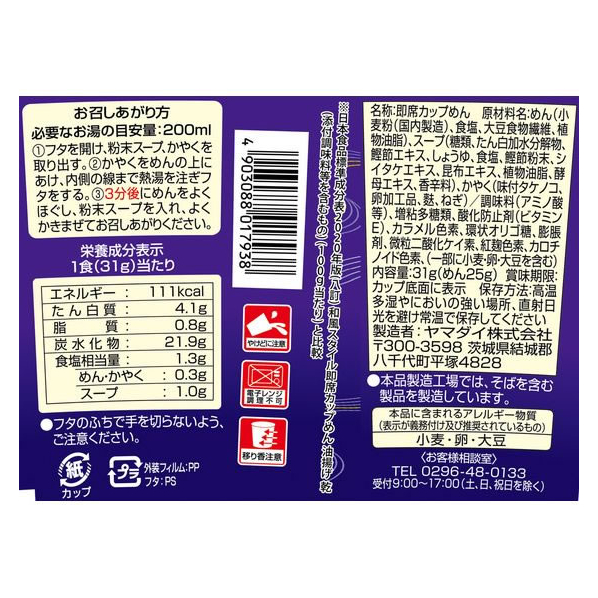 お召しあがり方
必要なお湯の目安量:200ml
①フタを開け、粉末スープ、かやくを
取り出す。②かやくをめんの上に
あけ、内側の線まで熱湯を注ぎフ
タをする。③3分後にめんをよく
ほぐし、粉末スープを入れ、よく
かきまぜてお召しあがりください。
栄養成分表示
1食(31g)当たり
エネルギー : 111kcal
たん白質 : 4.1g
脂質 : 0.8g
炭水化物 : 21.9g
食塩相当量 : 1.3g
めん・かやく : 0.3g
スープ : 1.0g
●フタのふちで手を切らないよう、
ご注意ください。
紙
カップ
プラ
外装フィルム:PP
フタ:PS
4903088017938
やけどに注意
電子レンジ
調理不可
移り香注意
※日本食品標準成分表2020年版(八訂)和風スタイル即席カップめん油揚げ乾
(添付調味料等を含むもの)(100g当たり)と比較
名称:即席カップめん 原材料名:めん(小
麦粉(国内製造)、食塩、大豆食物繊維、植
物油脂)、スープ(糖類、たん白加水分解物、
鰹節エキス、しょうゆ、食塩、鰹節粉末、シ
イタケエキス、昆布エキス、植物油脂、酵
母エキス、香辛料)、かやく(味付タケノコ、
卵加工品、麩、ねぎ)/調味料(アミノ酸
等)、増粘多糖類、酸化防止剤(ビタミン
E)、カラメル色素、環状オリゴ糖、膨脹
剤、微粒二酸化ケイ素、紅麹色素、カロチ
ノイド色素、(一部に小麦・卵・大豆を含む)
内容量:31g(めん25g) 賞味期限:
カップ底面に表示 保存方法:高温
多湿やにおいの強い場所、直射日
光を避け常温で保存してください
製造者:ヤマダイ株式会社
〒300-3598 茨城県結城郡
八千代町平塚4828
●本品製造工場では、そばを含む
製品を製造しています。
本品に含まれるアレルギー物質
(表示が義務付け及び推奨されているもの)
小麦・卵・大豆
〈お客様相談室〉
TEL 0296-48-0133
受付9:00〜17:00(土、日、祝日を除く)